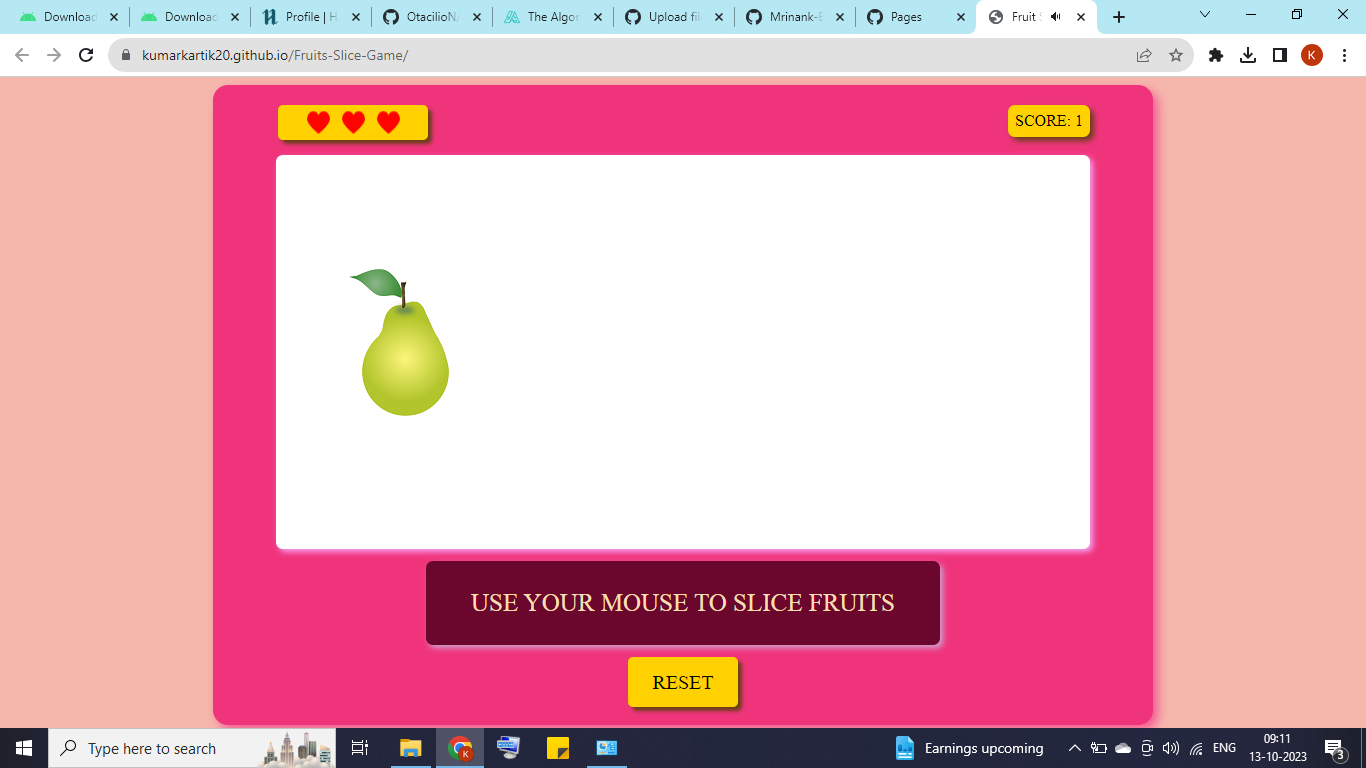 Download
Download
Profile | H
OtacilioN
The Algor
Upload file
Mrinank-B
Pages
Fruit S
kumarkartik20.github.io/Fruits-Slice-Game/
K
SCORE: 1
USE YOUR MOUSE TO SLICE FRUITS
RESET
Type here to search
K
Earnings upcoming
ENG
09:11
13-10-2023
3